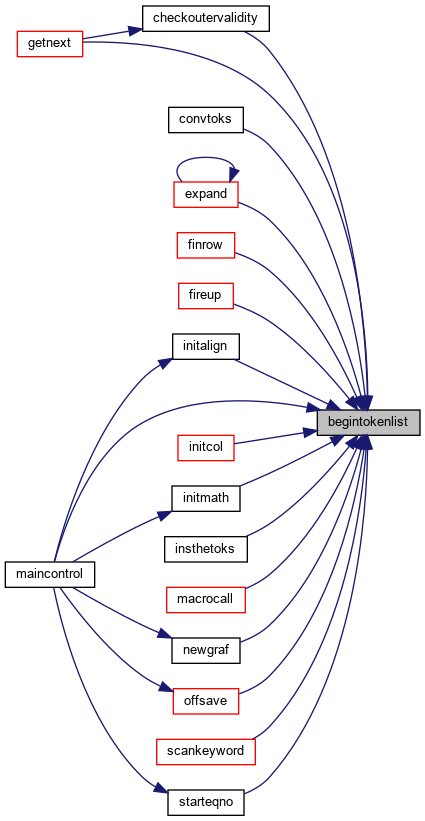 checkoutervalidity
getnext
convtoks
expand
finrow
fireup
initalign
begintokenlist
initcol
initmath
insthetoks
maincontrol
macrocall
newgraf
offsave
scankeyword
starteqno